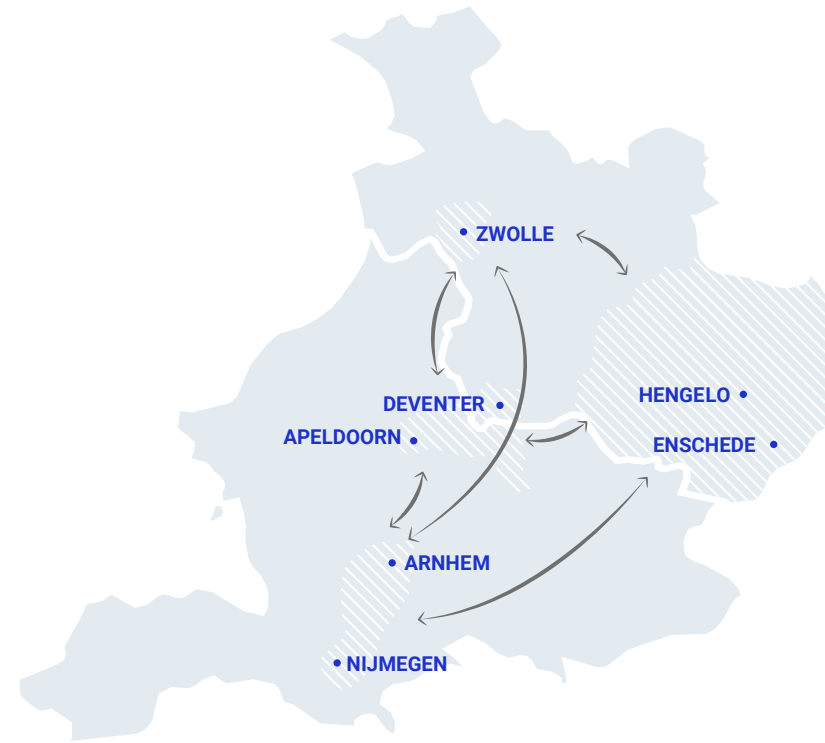 ZWOLLE
HENGELO
DEVENTER
APELDOORN
ENSCHEDE
ARNHEM
NIJMEGEN